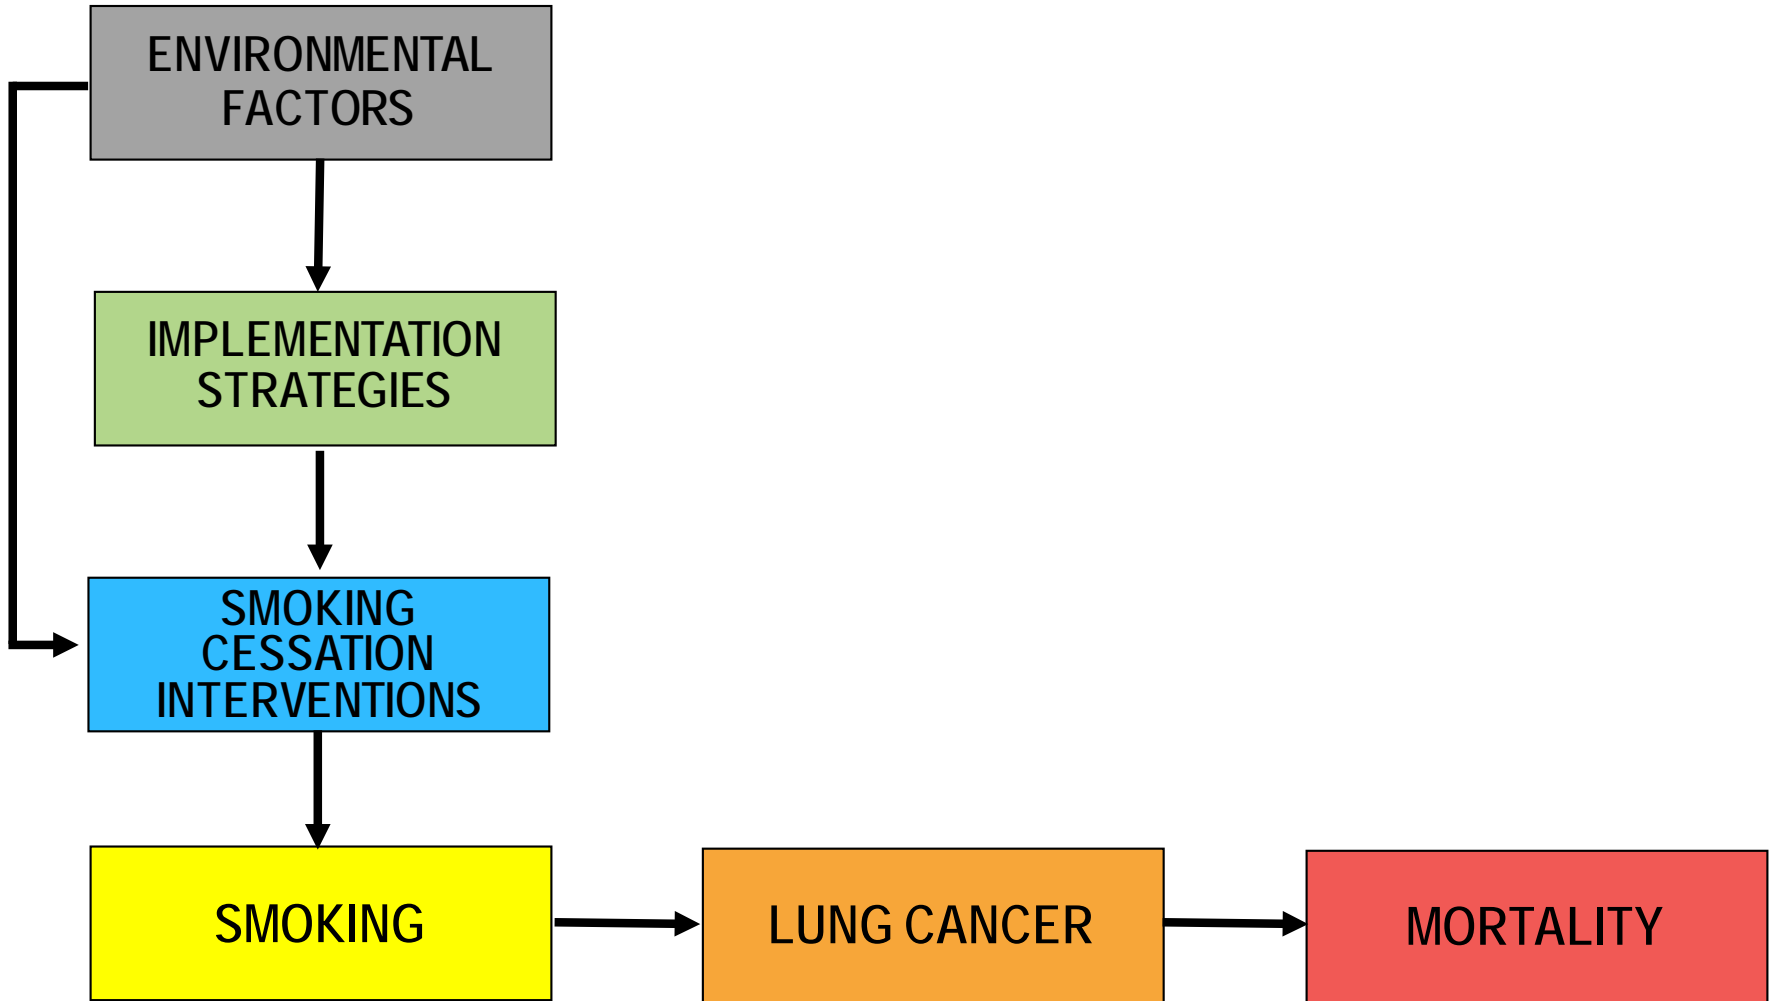 ENVIRONMENTAL
FACTORS
IMPLEMENTATION
STRATEGIES
SMOKING
CESSATION
INTERVENTIONS
SMOKING
LUNG CANCER
MORTALITY